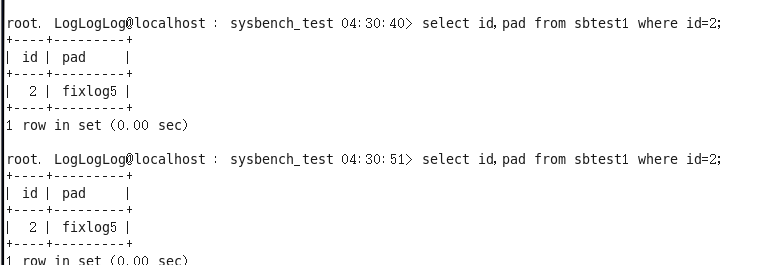 root. LogLogLog@localhost : sysbench_test 04:30:40> select id,pad from sbtest1 where id=2;
+----+---------+
| id | pad     |
+----+---------+
|  2 | fixlog5 |
+----+---------+
1 row in set (0.00 sec)
root. LogLogLog@localhost : sysbench_test 04:30:51> select id,pad from sbtest1 where id=2;
+----+---------+
| id | pad     |
+----+---------+
|  2 | fixlog5 |
+----+---------+
1 row in set (0.00 sec)